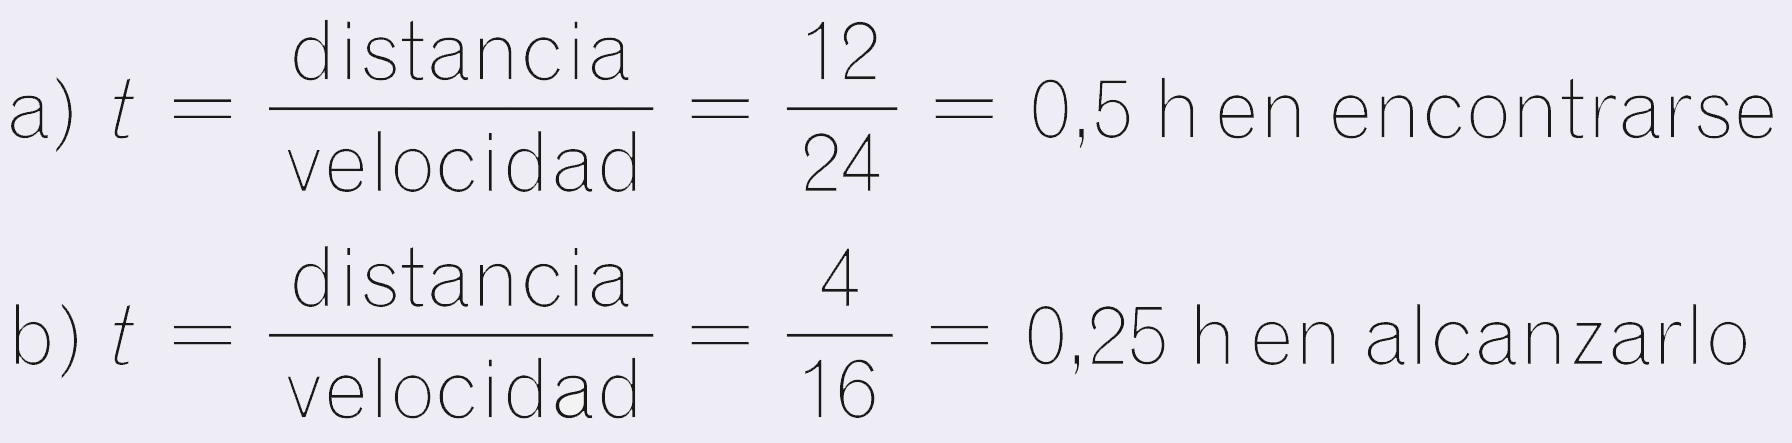 a) t = distancia / velocidad = 12 / 24 = 0,5 h en encontrarse
b) t = distancia / velocidad = 4 / 16 = 0,25 h en alcanzarlo